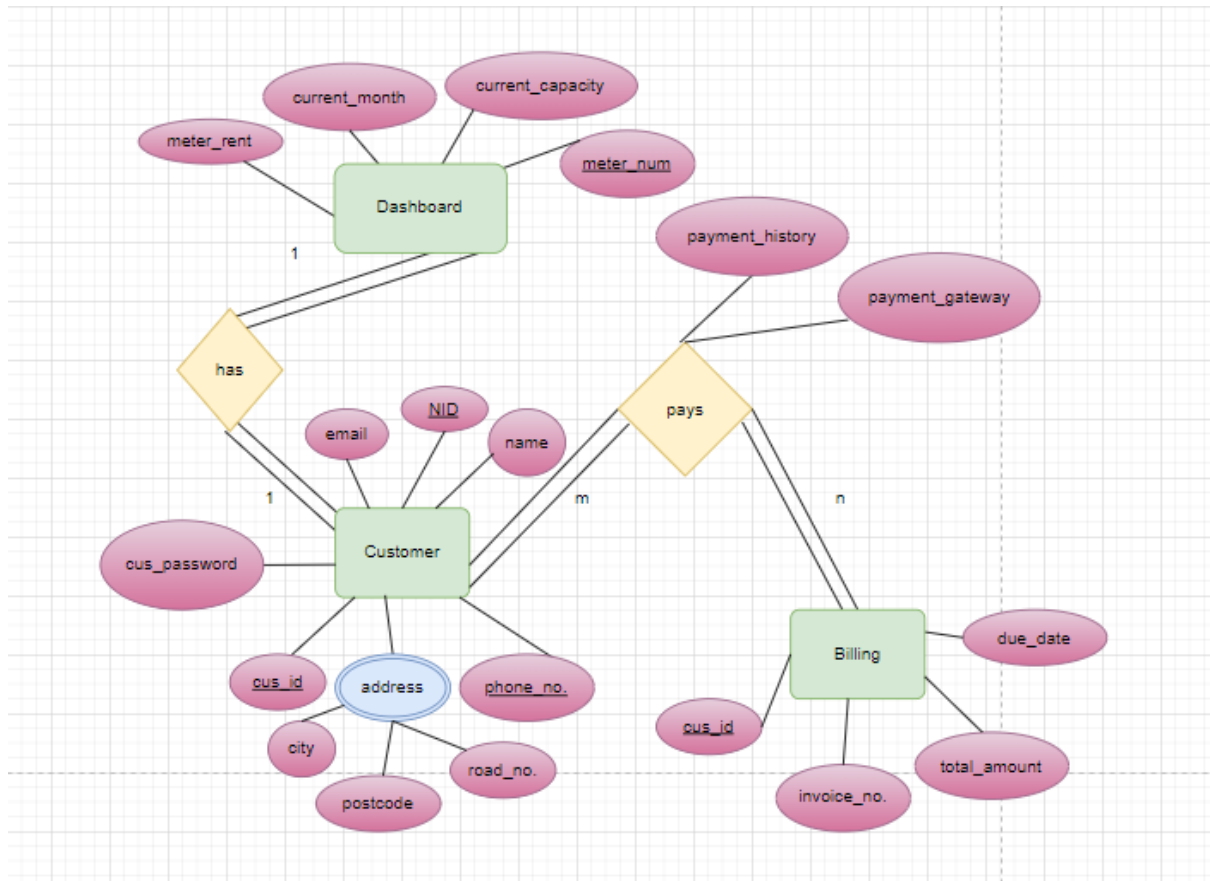 current_month
current_capacity
meter_rent
meter_num
Dashboard
payment_history
1
payment_gateway
has
NID
pays
email
name
1
m
n
Customer
cus_password
due_date
Billing
cus_id
address
phone_no.
cus_id
city
road_no.
total_amount
postcode
invoice_no.